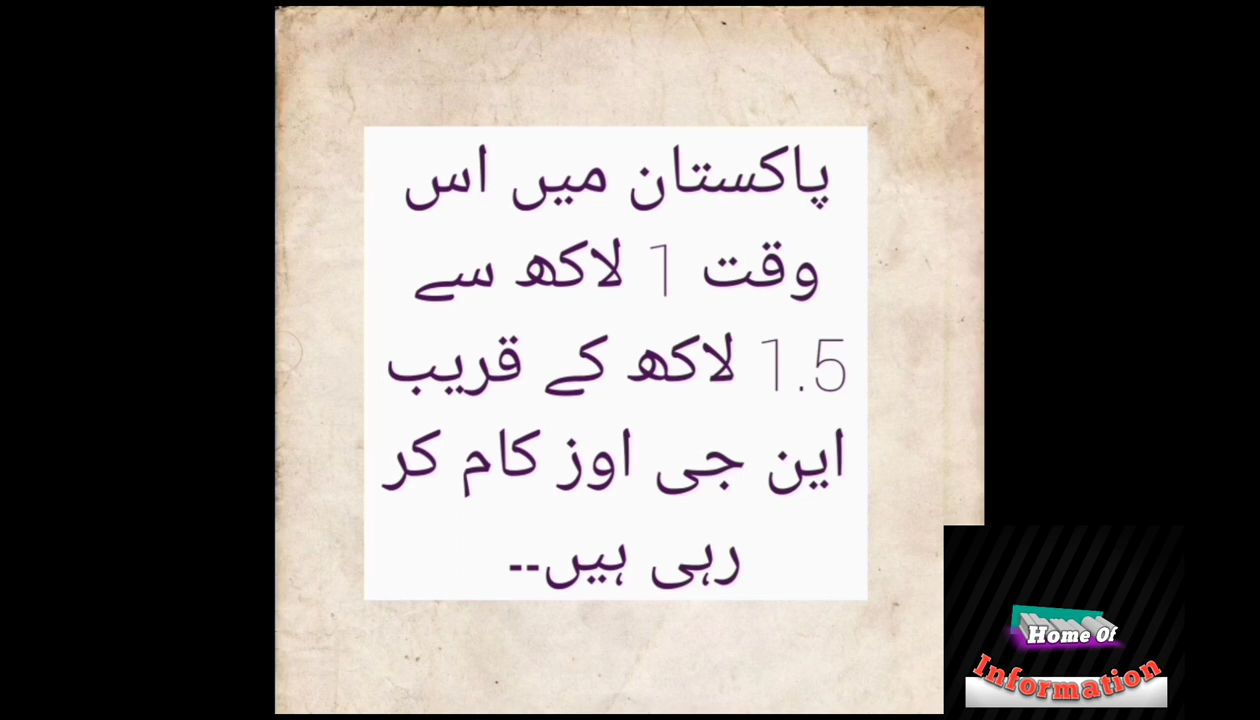 پاکستان میں اس
وقت 1 لاکھ سے
1.5 لاکھ کے قریب
این جی اوز کام کر
رہی ہیں--
Home Of
Information